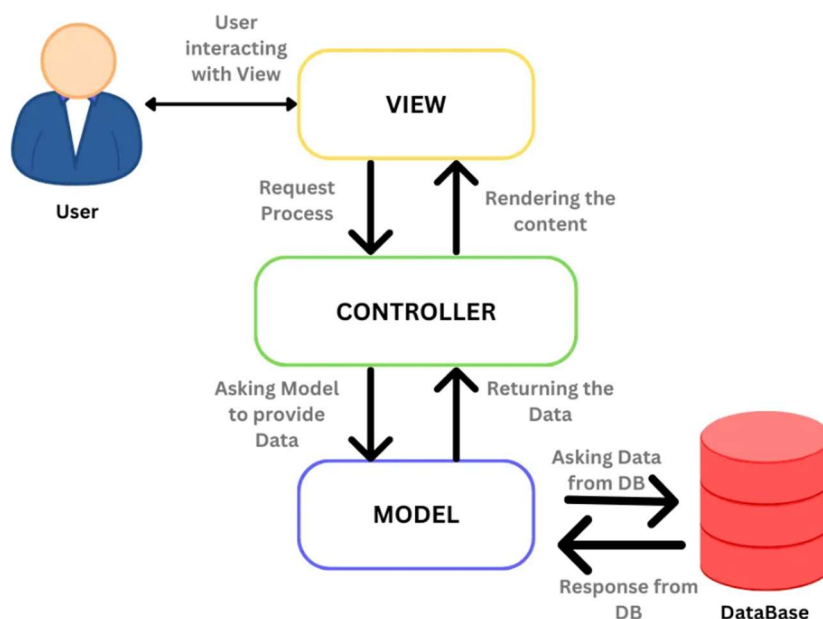 User
interacting
with View
VIEW
User
Request
Process
Rendering the
content
CONTROLLER
Asking Model
to provide
Data
Returning the
Data
Asking Data
from DB
MODEL
Response from
DB
DataBase